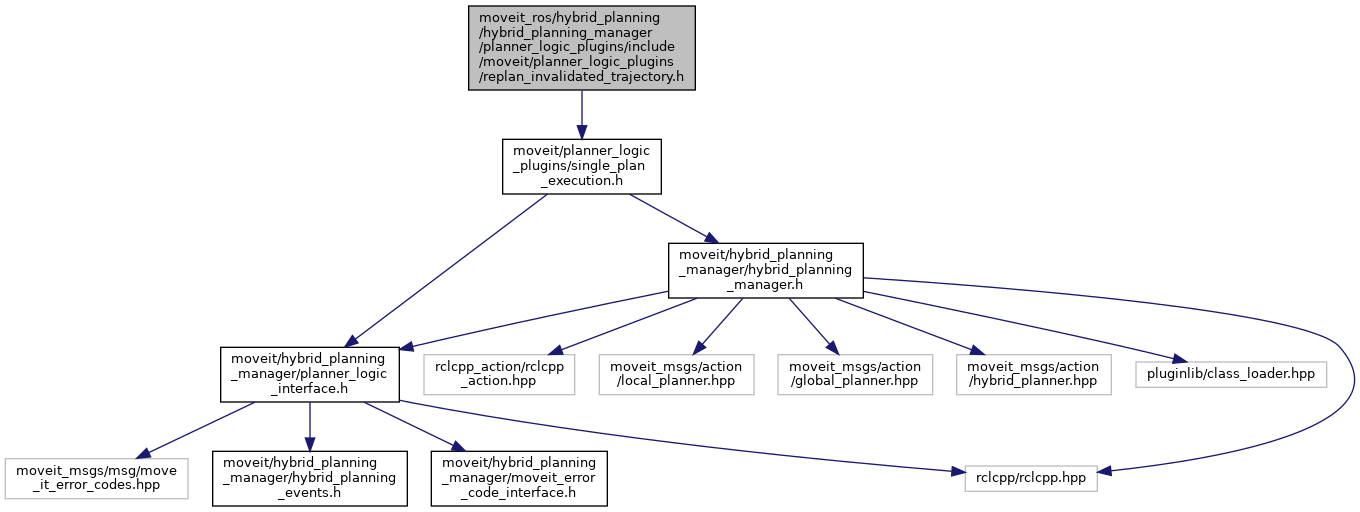 moveit_ros/hybrid_planning
/hybrid_planning_manager
/planner_logic_plugins/include
/moveit/planner_logic_plugins
/replan_invalidated_trajectory.h
moveit/planner_logic
_plugins/single_plan
_execution.h
moveit/hybrid_planning
_manager/hybrid_planning
_manager.h
moveit/hybrid_planning
_manager/planner_logic
_interface.h
rclcpp_action/rclcpp
_action.hpp
moveit_msgs/action
/local_planner.hpp
moveit_msgs/action
/global_planner.hpp
moveit_msgs/action
/hybrid_planner.hpp
pluginlib/class_loader.hpp
moveit_msgs/msg/move
_it_error_codes.hpp
moveit/hybrid_planning
_manager/hybrid_planning
_events.h
moveit/hybrid_planning
_manager/moveit_error
_code_interface.h
rclcpp/rclcpp.hpp